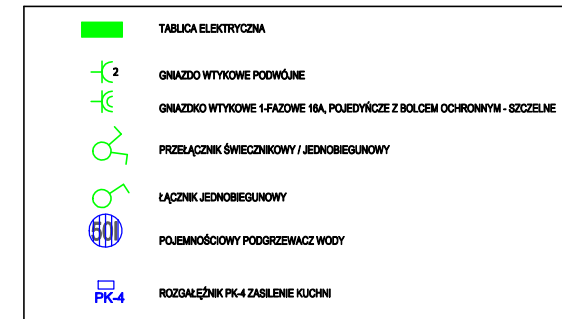 TABLICA ELEKTRYCZNA
2 GNIAZDO WTYKOWE PODWÓJNE
GNIAZDKO WTYKOWE 1-FAZOWE 16A, POJEDYŃCZE Z BOLCEM OCHRONNYM - SZCZELNE
PRZEŁĄCZNIK ŚWIECZNIKOWY / JEDNOBIEGUNOWY
ŁĄCZNIK JEDNOBIEGUNOWY
50l POJEMNOŚCIOWY PODGRZEWACZ WODY
PK-4 ROZGAŁĘŹNIK PK-4 ZASILENIE KUCHNI